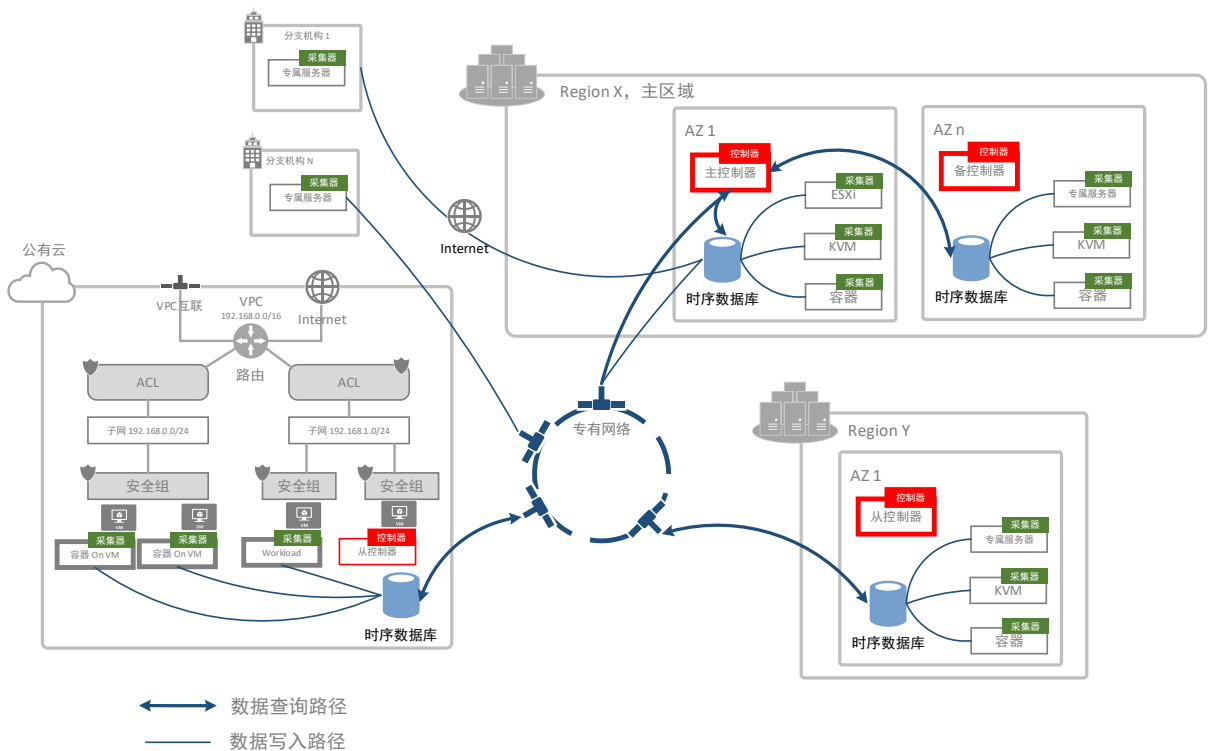 分支机构 1
采集器
专属服务器
分支机构 N
采集器
专属服务器
Internet
Region X，主区域
AZ 1
控制器
主控制器
采集器
ESXi
采集器
KVM
采集器
容器
时序数据库
AZ n
控制器
备控制器
采集器
专属服务器
采集器
KVM
采集器
容器
时序数据库
公有云
VPC互联
VPC
192.168.0.0/16
Internet
路由
ACL
ACL
子网 192.168.0.0/24
子网 192.168.1.0/24
安全组
安全组
安全组
VM
VM
VM
VM
采集器
容器 On VM
采集器
容器 On VM
采集器
Workload
控制器
从控制器
时序数据库
专有网络
Region Y
AZ 1
控制器
从控制器
采集器
专属服务器
采集器
KVM
采集器
容器
时序数据库
数据查询路径
数据写入路径